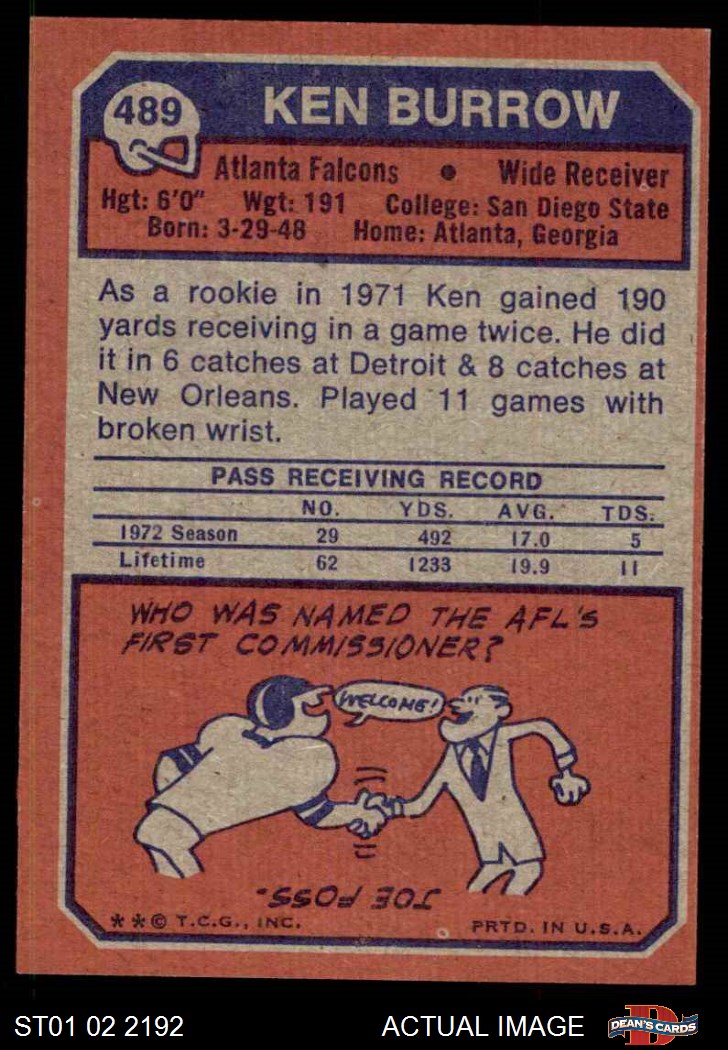 489
KEN BURROW
Atlanta Falcons • Wide Receiver
Hgt: 6'0" Wgt: 191 College: San Diego State
Born: 3-29-48 Home: Atlanta, Georgia
As a rookie in 1971 Ken gained 190
yards receiving in a game twice. He did
it in 6 catches at Detroit & 8 catches at
New Orleans. Played 11 games with
broken wrist.
PASS RECEIVING RECORD
NO. YDS. AVG. TDS.
1972 Season 29 492 17.0 5
Lifetime 62 1233 19.9 11
WHO WAS NAMED THE AFL'S
FIRST COMMISSIONER?
WELCOME!
JOE FOSS.
**© T.C.G., INC. PRTD. IN U.S.A.
ST01 02 2192 ACTUAL IMAGE
D
DEAN'S CARDS